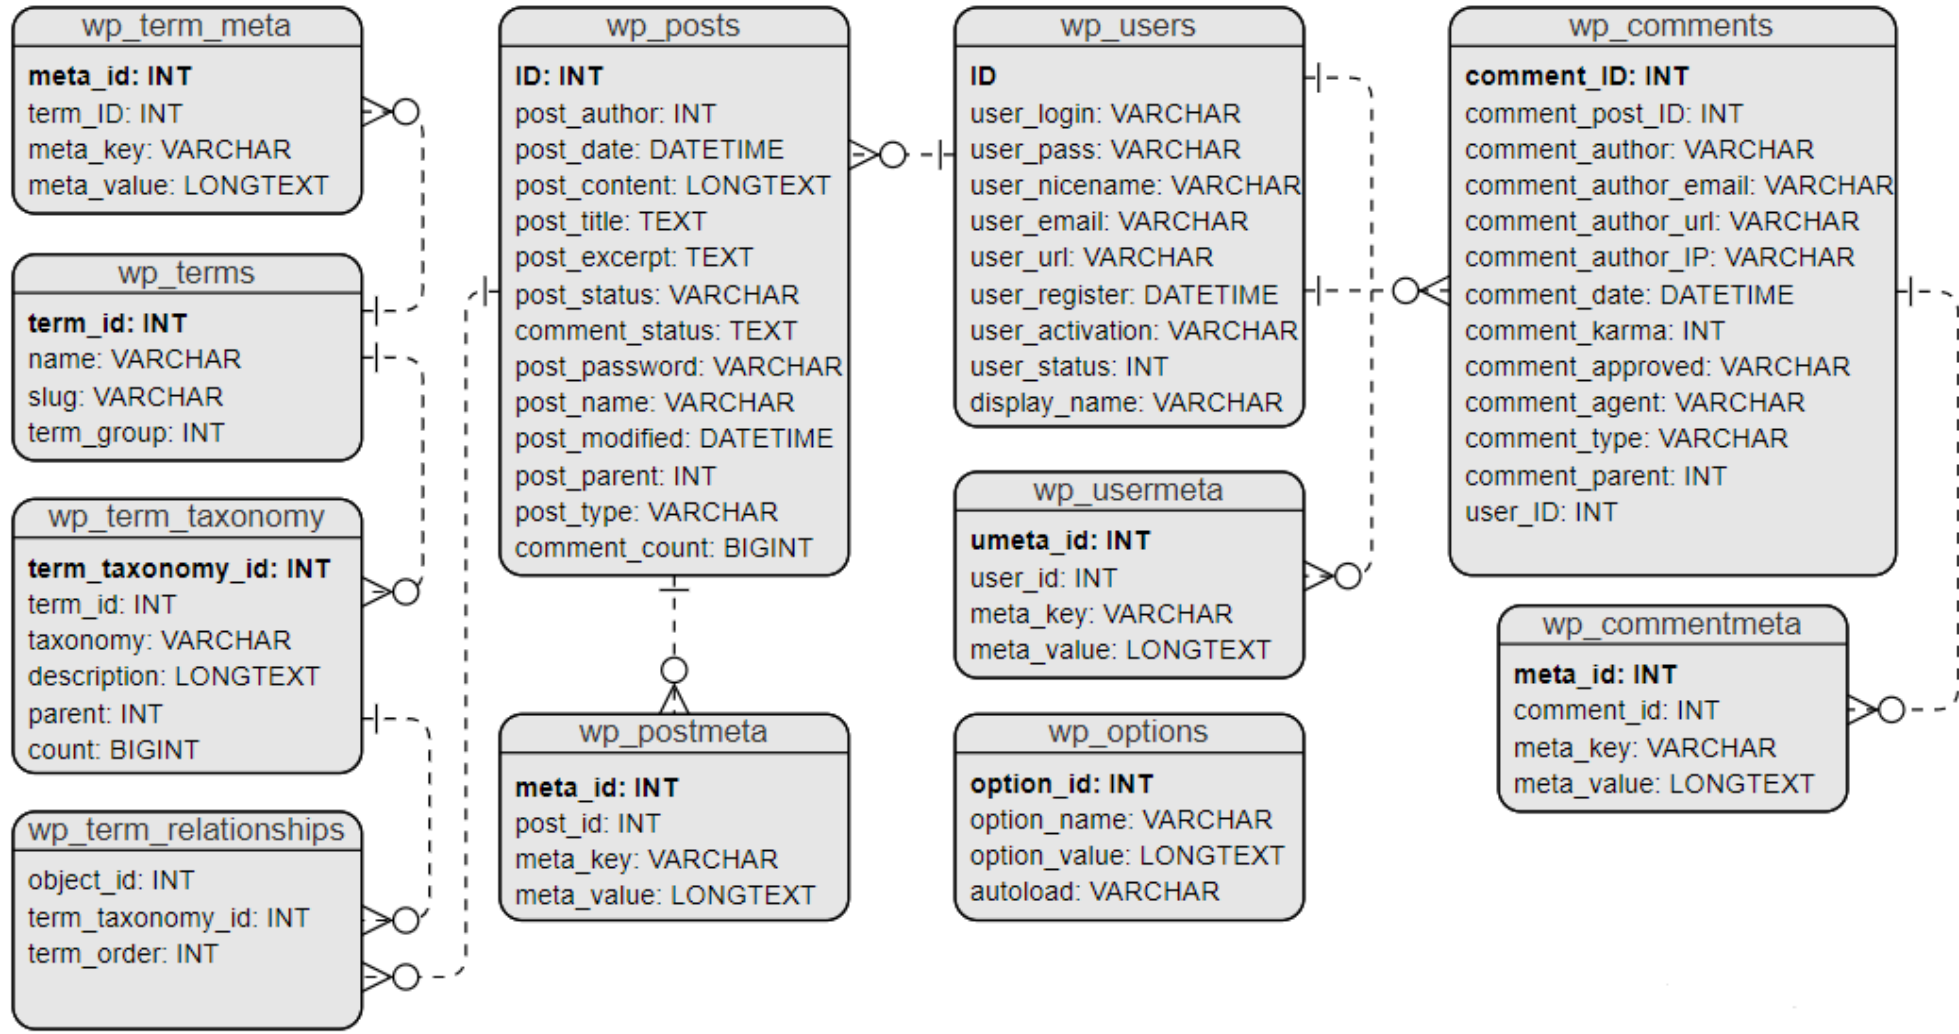 wp_term_meta
meta_id: INT
term_ID: INT
meta_key: VARCHAR
meta_value: LONGTEXT
wp_terms
term_id: INT
name: VARCHAR
slug: VARCHAR
term_group: INT
wp_term_taxonomy
term_taxonomy_id: INT
term_id: INT
taxonomy: VARCHAR
description: LONGTEXT
parent: INT
count: BIGINT
wp_term_relationships
object_id: INT
term_taxonomy_id: INT
term_order: INT
wp_posts
ID: INT
post_author: INT
post_date: DATETIME
post_content: LONGTEXT
post_title: TEXT
post_excerpt: TEXT
post_status: VARCHAR
comment_status: TEXT
post_password: VARCHAR
post_name: VARCHAR
post_modified: DATETIME
post_parent: INT
post_type: VARCHAR
comment_count: BIGINT
wp_postmeta
meta_id: INT
post_id: INT
meta_key: VARCHAR
meta_value: LONGTEXT
wp_users
ID
user_login: VARCHAR
user_pass: VARCHAR
user_nicename: VARCHAR
user_email: VARCHAR
user_url: VARCHAR
user_register: DATETIME
user_activation: VARCHAR
user_status: INT
display_name: VARCHAR
wp_usermeta
umeta_id: INT
user_id: INT
meta_key: VARCHAR
meta_value: LONGTEXT
wp_options
option_id: INT
option_name: VARCHAR
option_value: LONGTEXT
autoload: VARCHAR
wp_comments
comment_ID: INT
comment_post_ID: INT
comment_author: VARCHAR
comment_author_email: VARCHAR
comment_author_url: VARCHAR
comment_author_IP: VARCHAR
comment_date: DATETIME
comment_karma: INT
comment_approved: VARCHAR
comment_agent: VARCHAR
comment_type: VARCHAR
comment_parent: INT
user_ID: INT
wp_commentmeta
meta_id: INT
comment_id: INT
meta_key: VARCHAR
meta_value: LONGTEXT